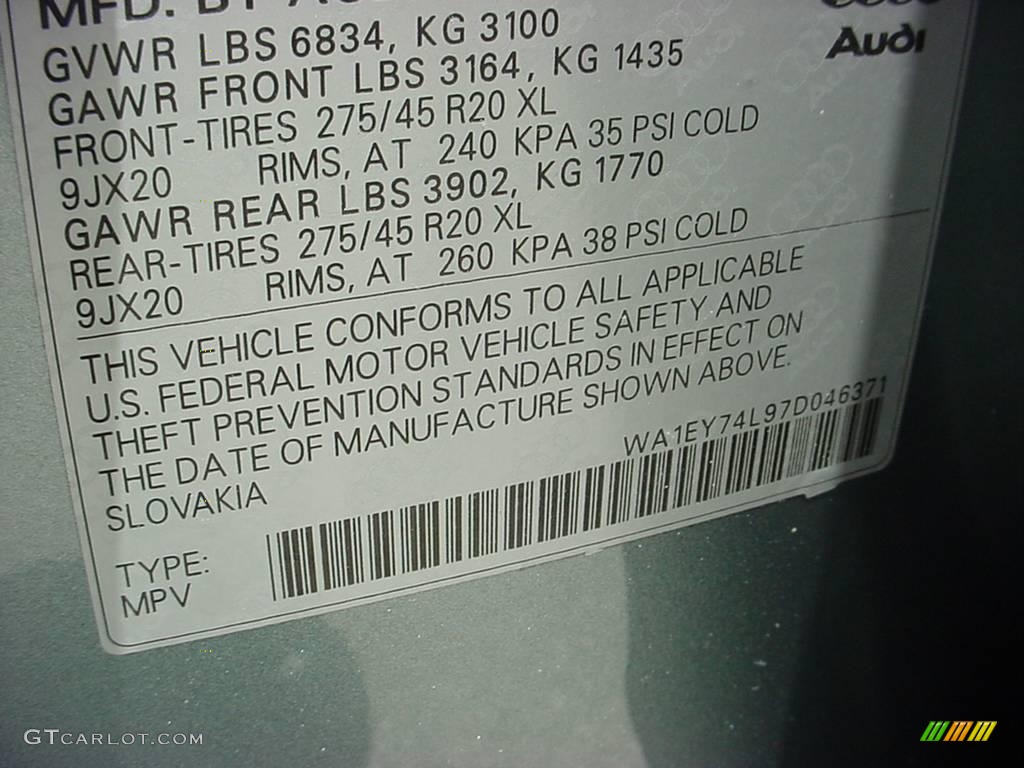 MFD. BY
Audi
GVWR LBS 6834, KG 3100
GAWR FRONT LBS 3164, KG 1435
FRONT-TIRES 275/45 R20 XL
9JX20 RIMS, AT 240 KPA 35 PSI COLD
GAWR REAR LBS 3902, KG 1770
REAR-TIRES 275/45 R20 XL
9JX20 RIMS, AT 260 KPA 38 PSI COLD
THIS VEHICLE CONFORMS TO ALL APPLICABLE
U.S. FEDERAL MOTOR VEHICLE SAFETY AND
THEFT PREVENTION STANDARDS IN EFFECT ON
THE DATE OF MANUFACTURE SHOWN ABOVE.
SLOVAKIA
WA1EY74L97D046371
TYPE:
MPV
GTCARLOT.COM